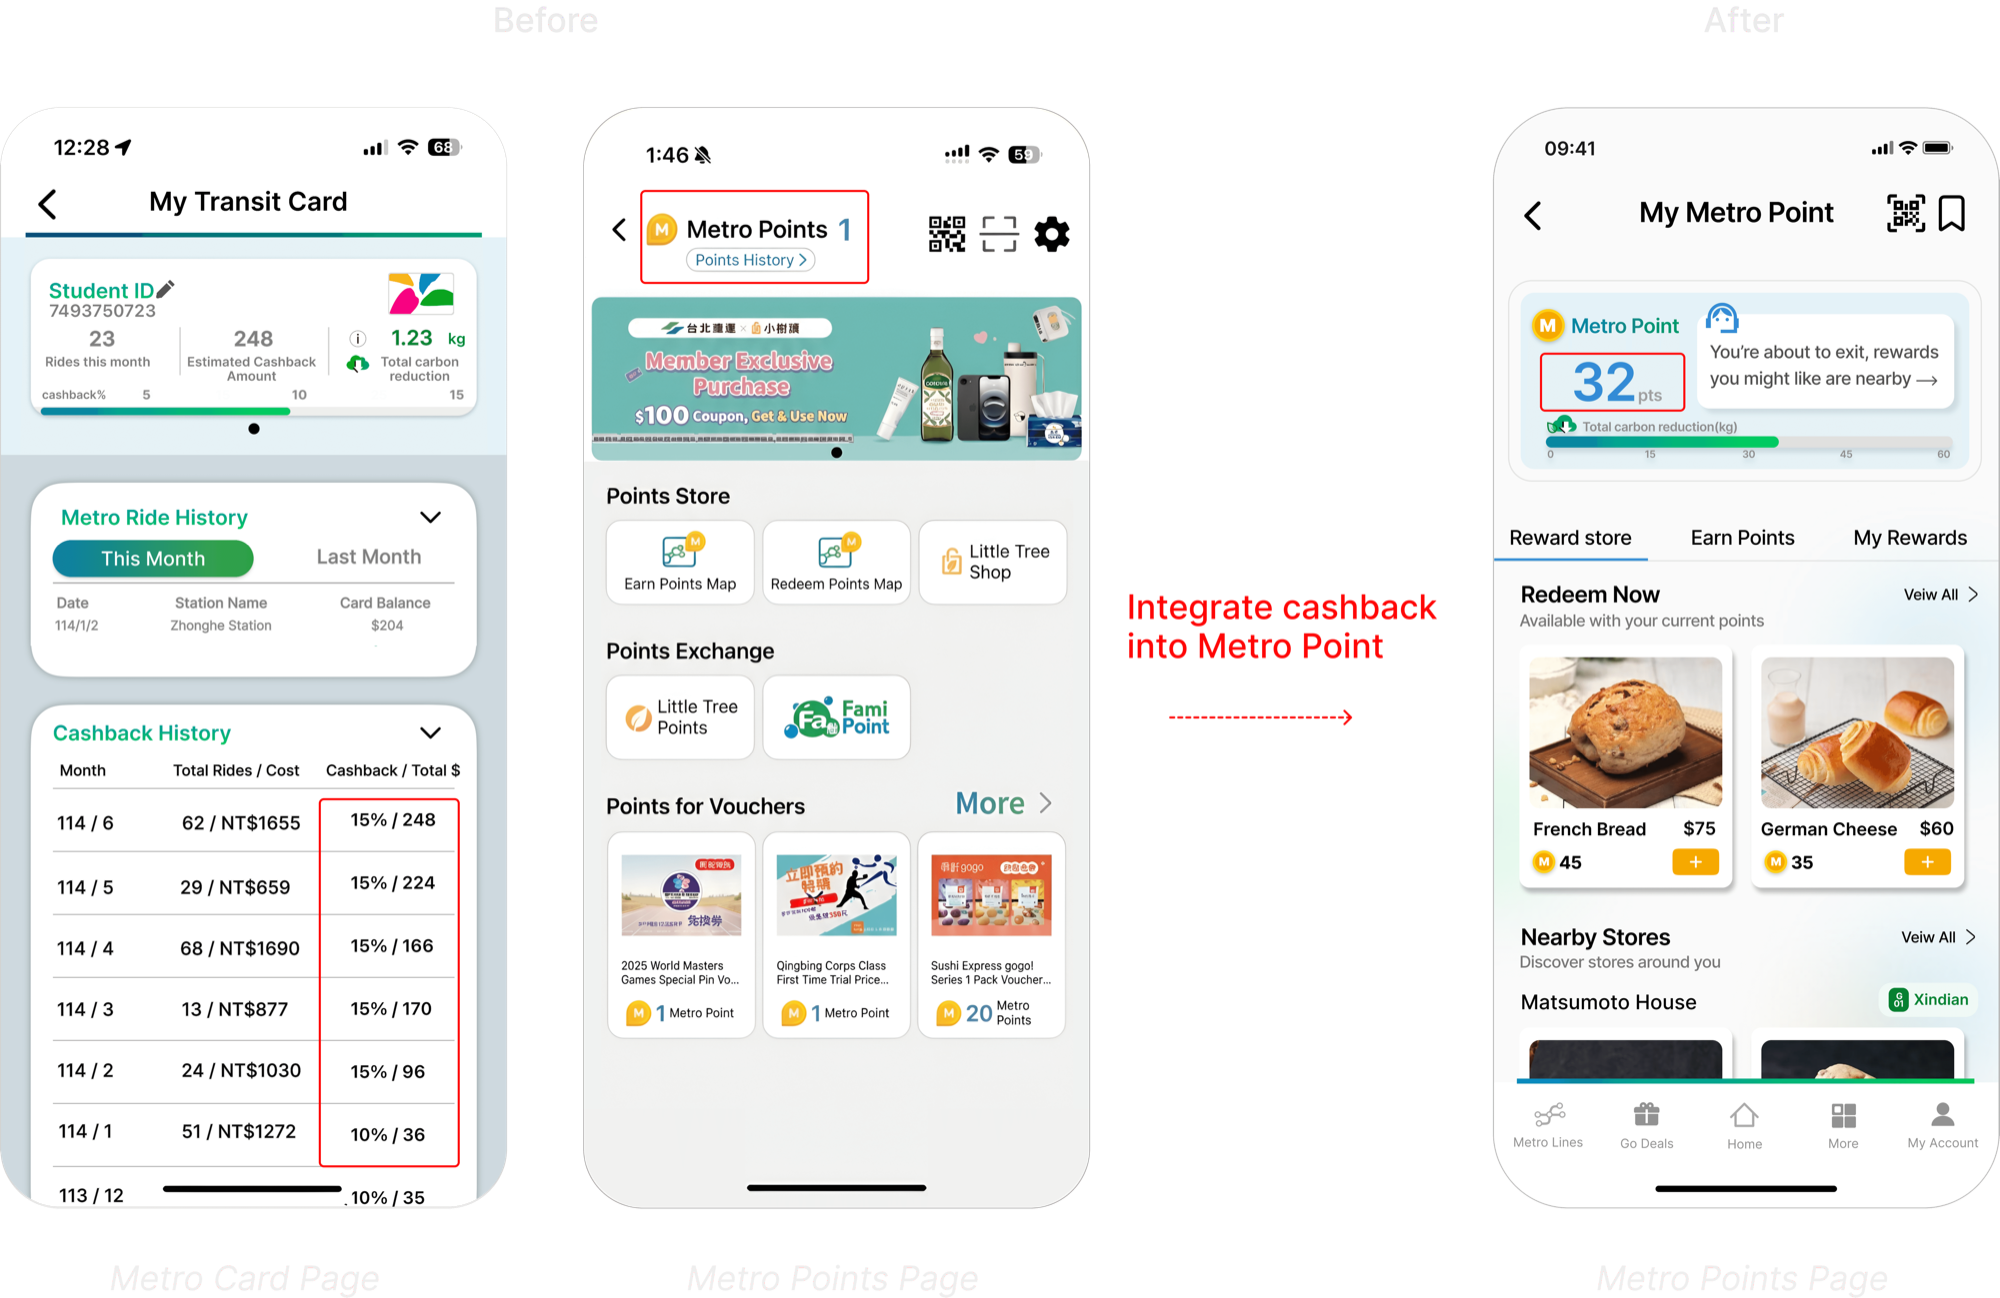 Before
After
12:28
68
My Transit Card
Student ID
7493750723
23
Rides this month
248
Estimated Cashback
Amount
1.23 kg
Total carbon
reduction
cashback%
5
10
15
Metro Ride History
This Month
Last Month
Date
Station Name
Card Balance
114/1/2
Zhonghe Station
$204
Cashback History
Month
Total Rides / Cost
Cashback / Total $
114 / 6
62 / NT$1655
15% / 248
114 / 5
29 / NT$659
15% / 224
114 / 4
68 / NT$1690
15% / 166
114 / 3
13 / NT$877
15% / 170
114 / 2
24 / NT$1030
15% / 96
114 / 1
51 / NT$1272
10% / 36
113 / 12
10% / 35
Metro Card Page
1:46
59
M
Metro Points 1
Points History >
台北捷運 × 小樹購
Member Exclusive
Purchase
$100 Coupon, Get & Use Now
Points Store
M
Earn Points Map
M
Redeem Points Map
Little Tree
Shop
Points Exchange
Little Tree
Points
Fa
Fami
Point
Points for Vouchers
More
gogo
立即預約
特購
兌換券
2025 World Masters
Games Special Pin Vo...
M
1 Metro Point
Qingbing Corps Class
First Time Trial Price...
M
1 Metro Point
Sushi Express gogo!
Series 1 Pack Voucher...
M
20 Metro
Points
Metro Points Page
Integrate cashback
into Metro Point
09:41
My Metro Point
M
Metro Point
32 pts
You're about to exit, rewards
you might like are nearby
Total carbon reduction(kg)
0
15
30
45
60
Reward store
Earn Points
My Rewards
Redeem Now
Veiw All
Available with your current points
French Bread
$75
M
45
+
German Cheese
$60
M
35
+
Nearby Stores
Veiw All
Discover stores around you
Matsumoto House
G
01
Xindian
Metro Lines
Go Deals
Home
More
My Account
Metro Points Page